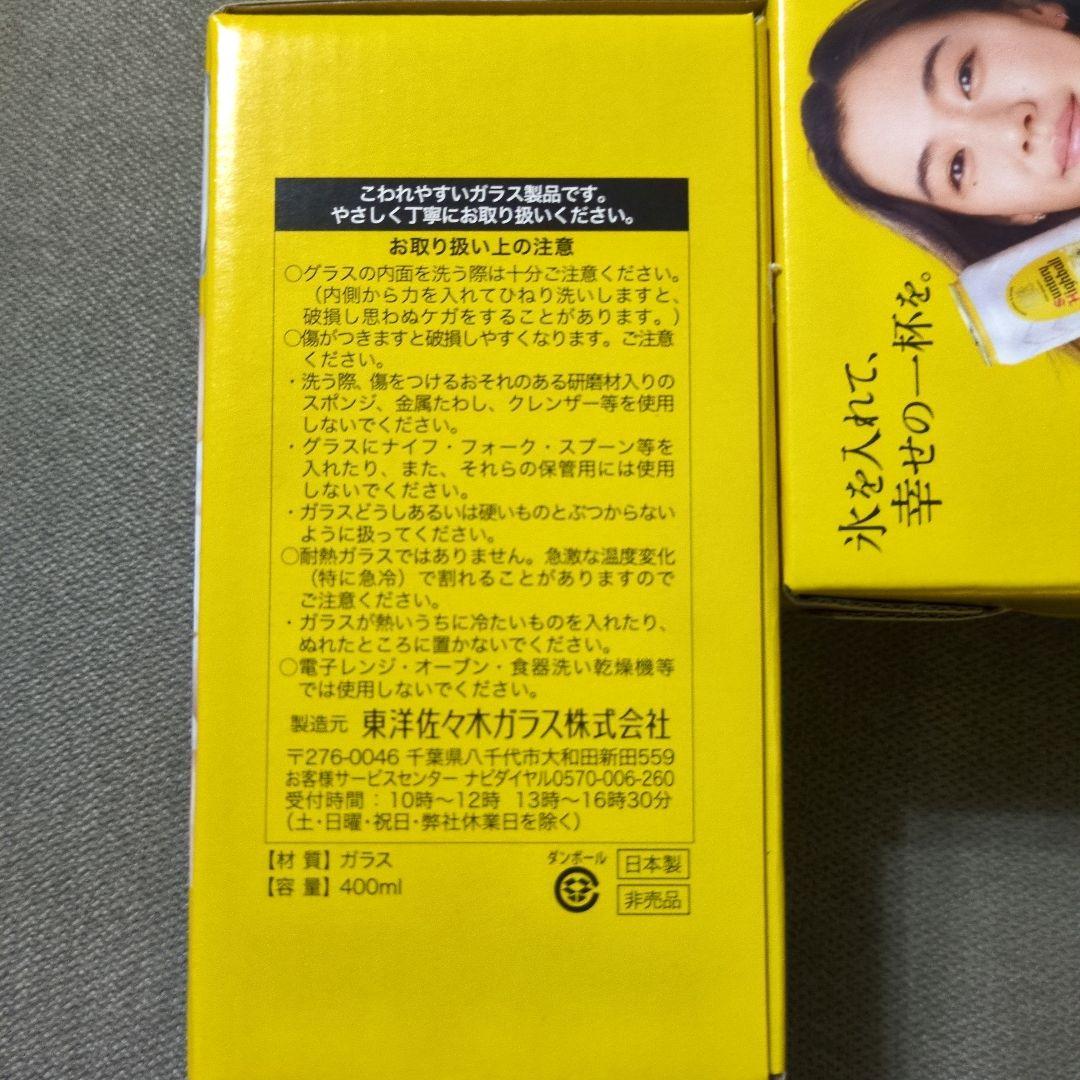 こわれやすいガラス製品です。
やさしく丁寧にお取り扱いください。
お取り扱い上の注意
○グラスの内面を洗う際は十分ご注意ください。
（内側から力を入れてひねり洗いしますと、
破損し思わぬケガをすることがあります。）
○傷がつきますと破損しやすくなります。ご注意
ください。
・洗う際、傷をつけるおそれのある研磨材入りの
スポンジ、金属たわし、クレンザー等を使用
しないでください。
・グラスにナイフ・フォーク・スプーン等を
入れたり、また、それらの保管用には使用
しないでください。
・ガラスどうしあるいは硬いものとぶつからない
ように扱ってください。
○耐熱ガラスではありません。急激な温度変化
（特に急冷）で割れることがありますので
ご注意ください。
・ガラスが熱いうちに冷たいものを入れたり、
ぬれたところに置かないでください。
○電子レンジ・オーブン・食器洗い乾燥機等
では使用しないでください。
製造元 東洋佐々木ガラス株式会社
〒276-0046 千葉県八千代市大和田新田559
お客様サービスセンター ナビダイヤル0570-006-260
受付時間：10時〜12時 13時〜16時30分
（土・日曜・祝日・弊社休業日を除く）
【材 質】ガラス
【容 量】400ml
ダンボール
日本製
非売品
氷を入れて、
幸せの一杯を。
Suntory
Highball